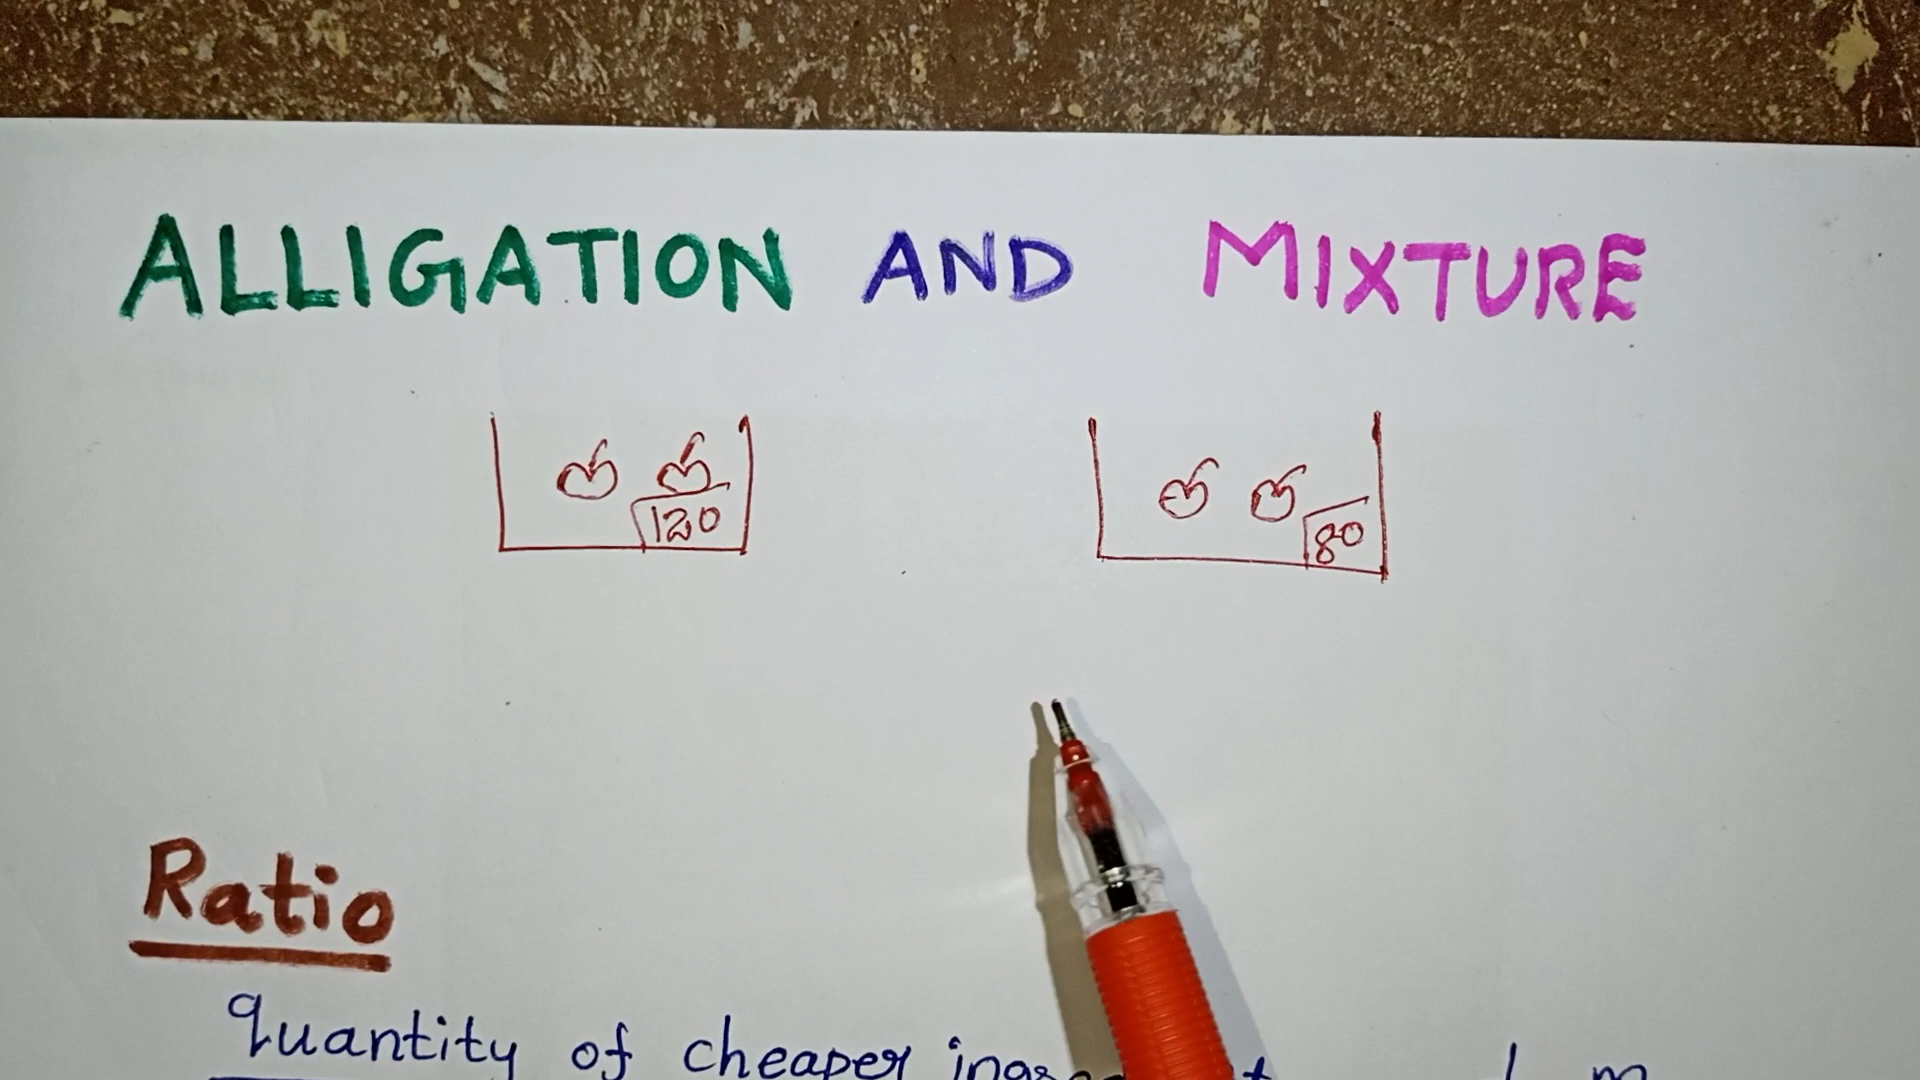 ALLIGATION AND MIXTURE
120 80
Ratio
quantity of cheaper